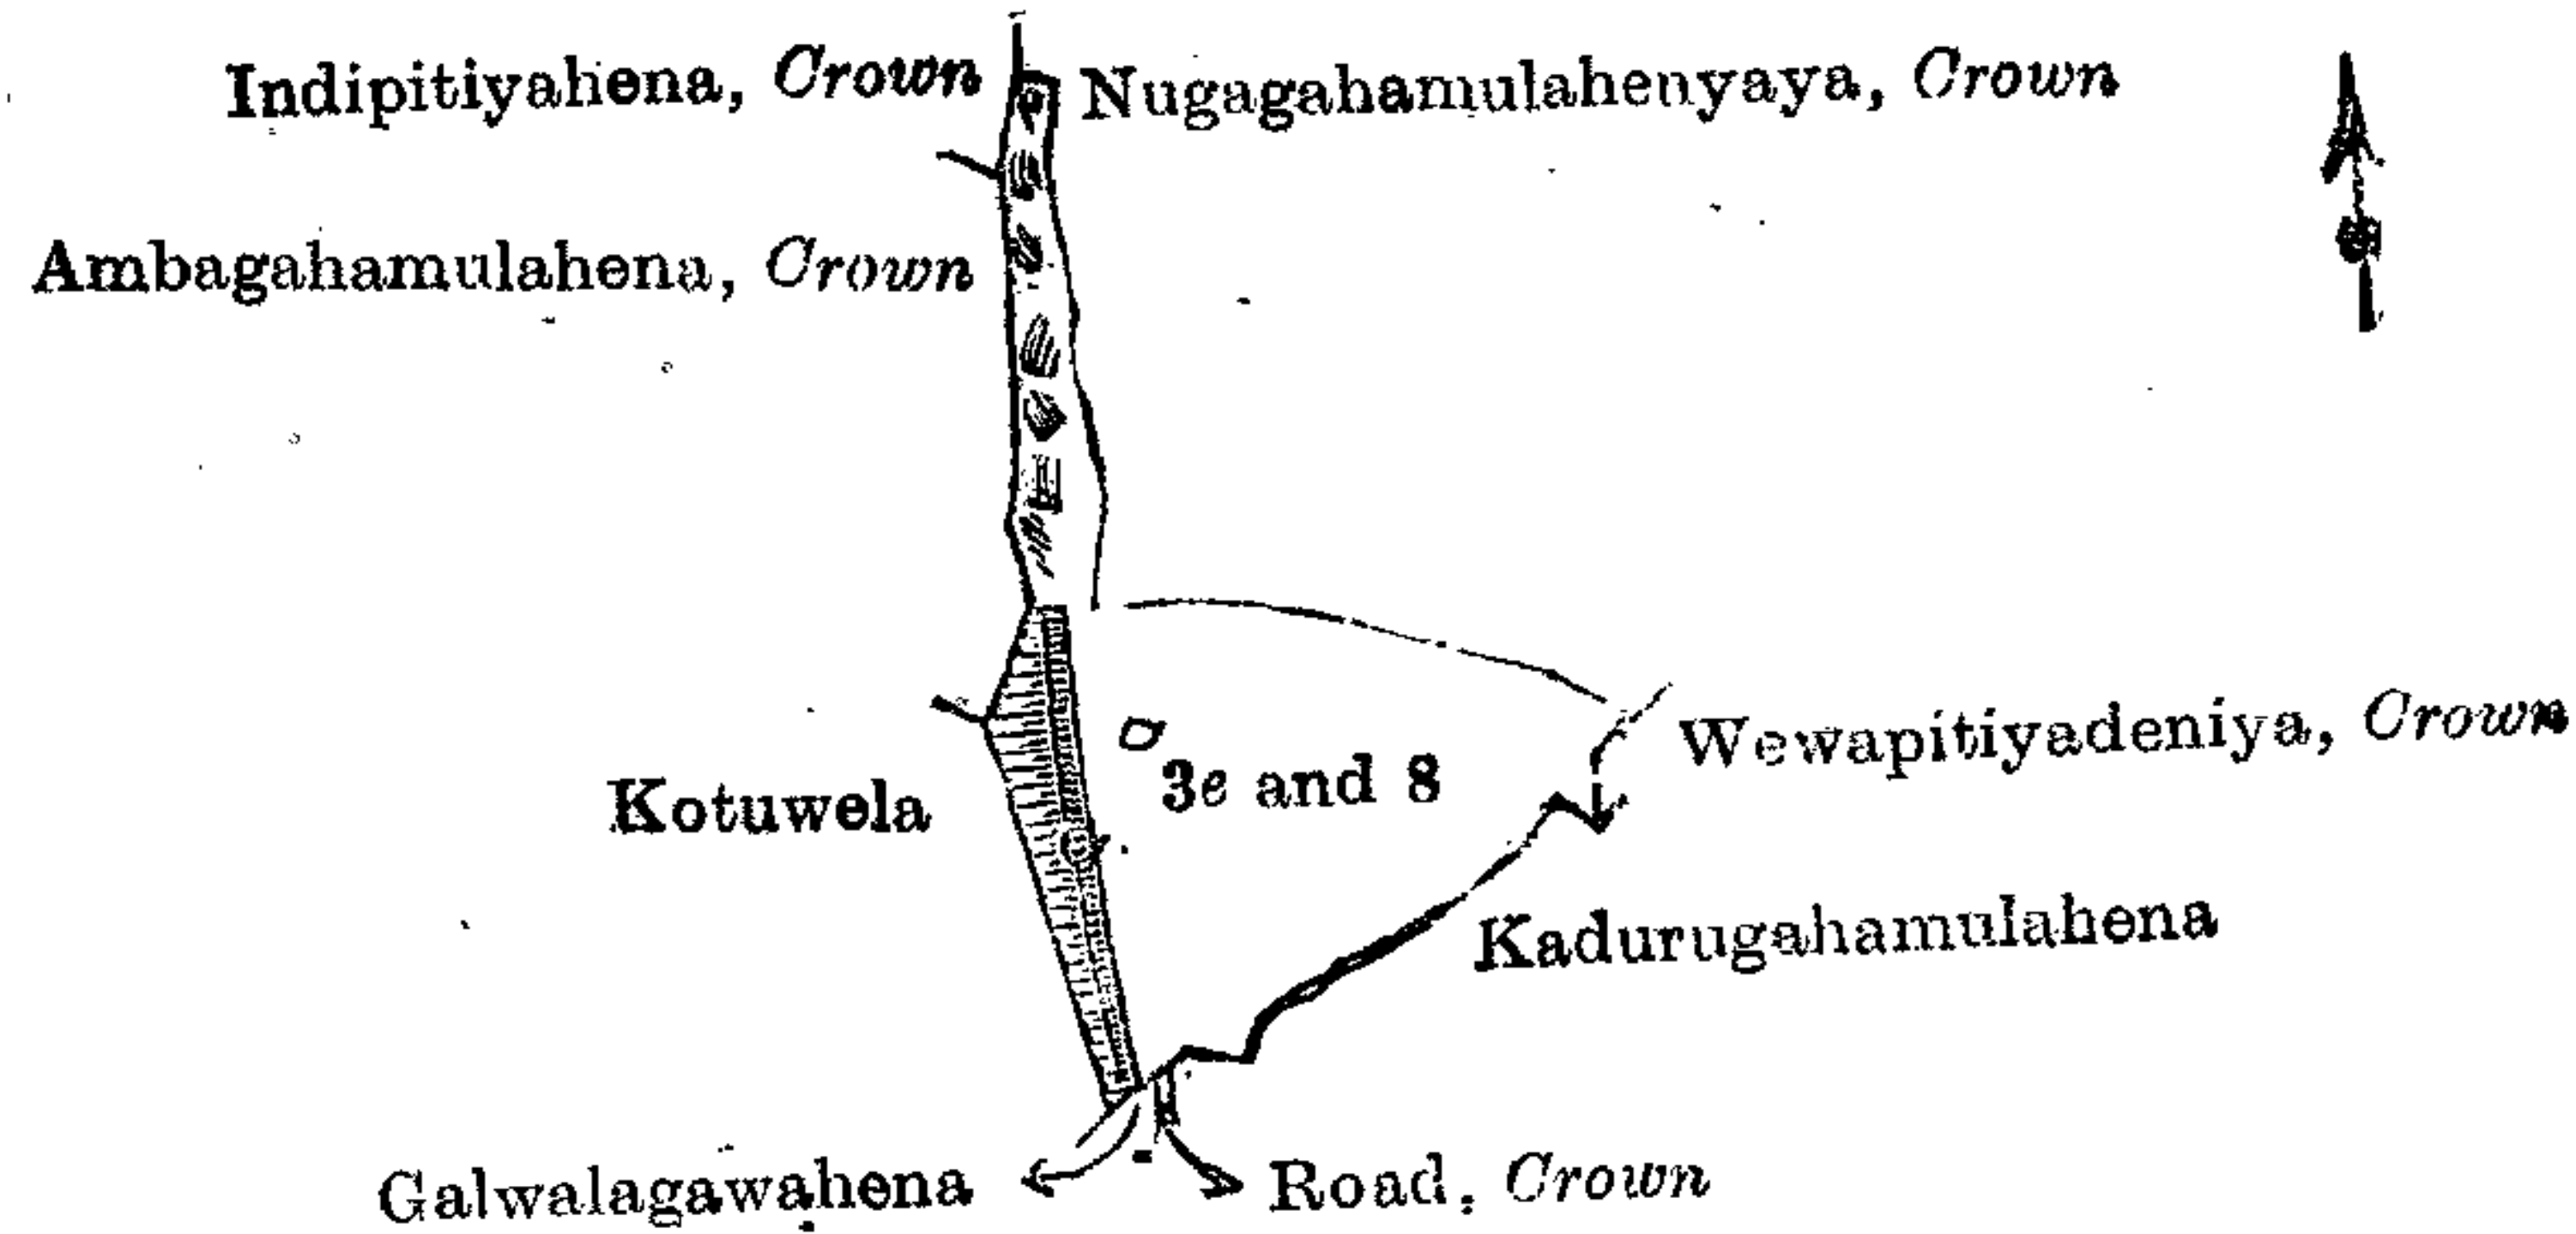 Indipitiyahena, Crown
Nugagahamulahenyaya, Crown
Ambagahamulahena, Crown
Wewapitiyadeniya, Crown
3e and 8
Kotuwela
Kadurugahamulahena
Galwalagawahena
Road, Crown